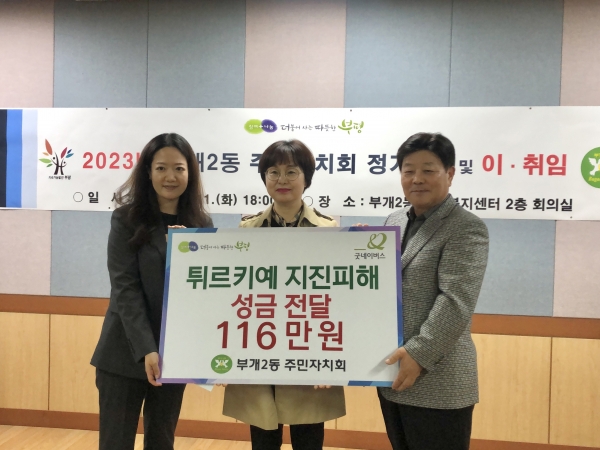 더불어 사는 따뜻한 부평
2023 개2동 주 자치회 정기 및 이·취임
○ 일 시 1.(화) 18:0 ○ 장 소 : 부개2 지센터 2층 회의실
더불어 사는 따뜻한 부평
굿네이버스
튀르키예 지진피해
성금 전달
116만원
부개2동 주민자치회